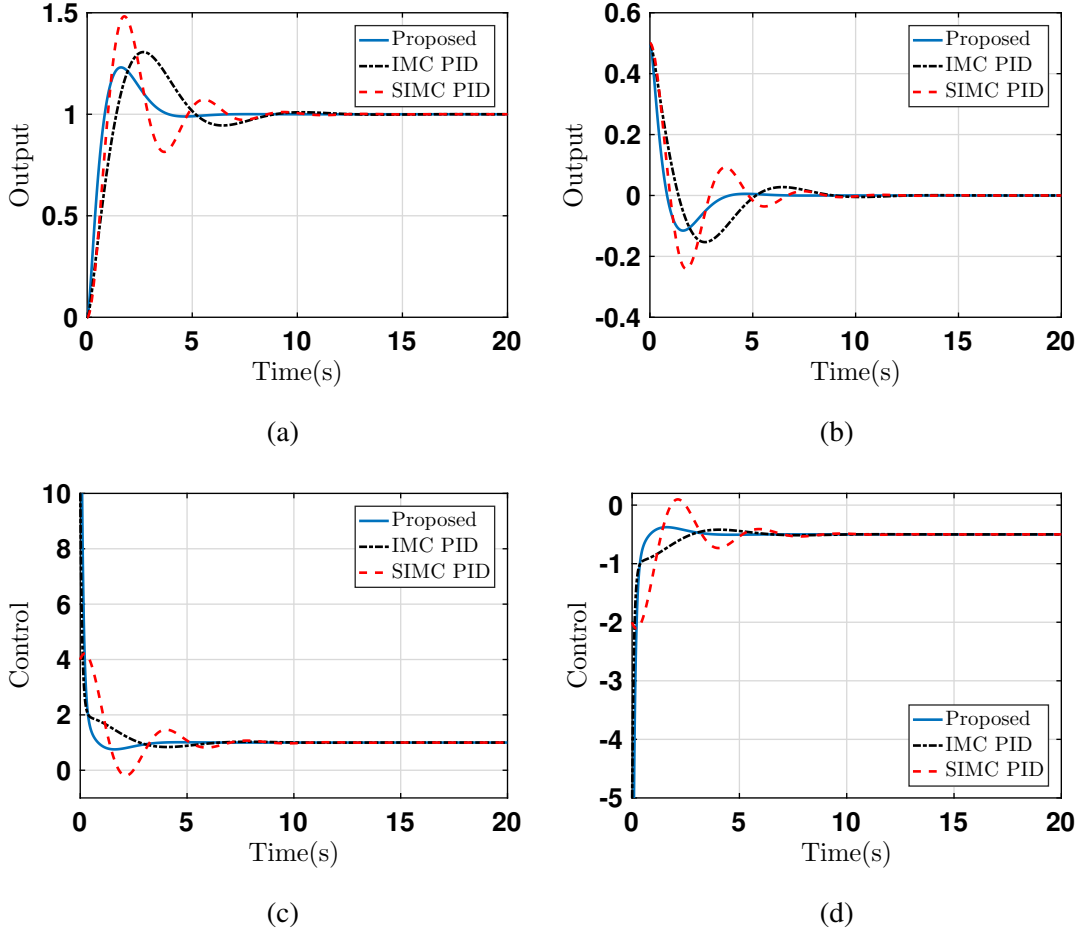 1.5
1
0.5
0
Output
Proposed
IMC PID
SIMC PID
0 5 10 15 20
Time(s)
(a)
0.6
0.4
0.2
0
-0.2
-0.4
Output
Proposed
IMC PID
SIMC PID
0 5 10 15 20
Time(s)
(b)
10
8
6
4
2
0
Control
Proposed
IMC PID
SIMC PID
0 5 10 15 20
Time(s)
(c)
0
-1
-2
-3
-4
-5
Control
Proposed
IMC PID
SIMC PID
0 5 10 15 20
Time(s)
(d)